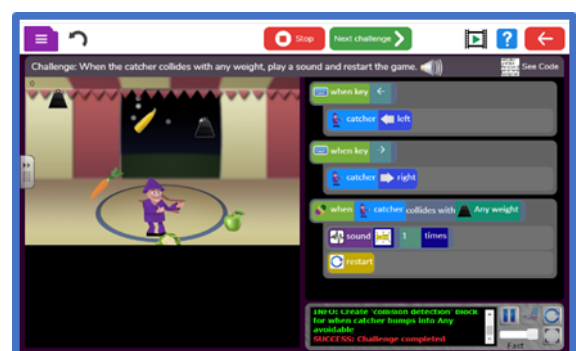 Stop
Next challenge
Challenge: When the catcher collides with any weight, play a sound and restart the game.
See Code
0
when key
catcher left
when key
catcher right
when catcher collides with Any weight
sound 1 times
restart
INFO: Create 'collision detection' block
for when catcher bumps into Any
avoidable
SUCCESS: Challenge completed
Fast